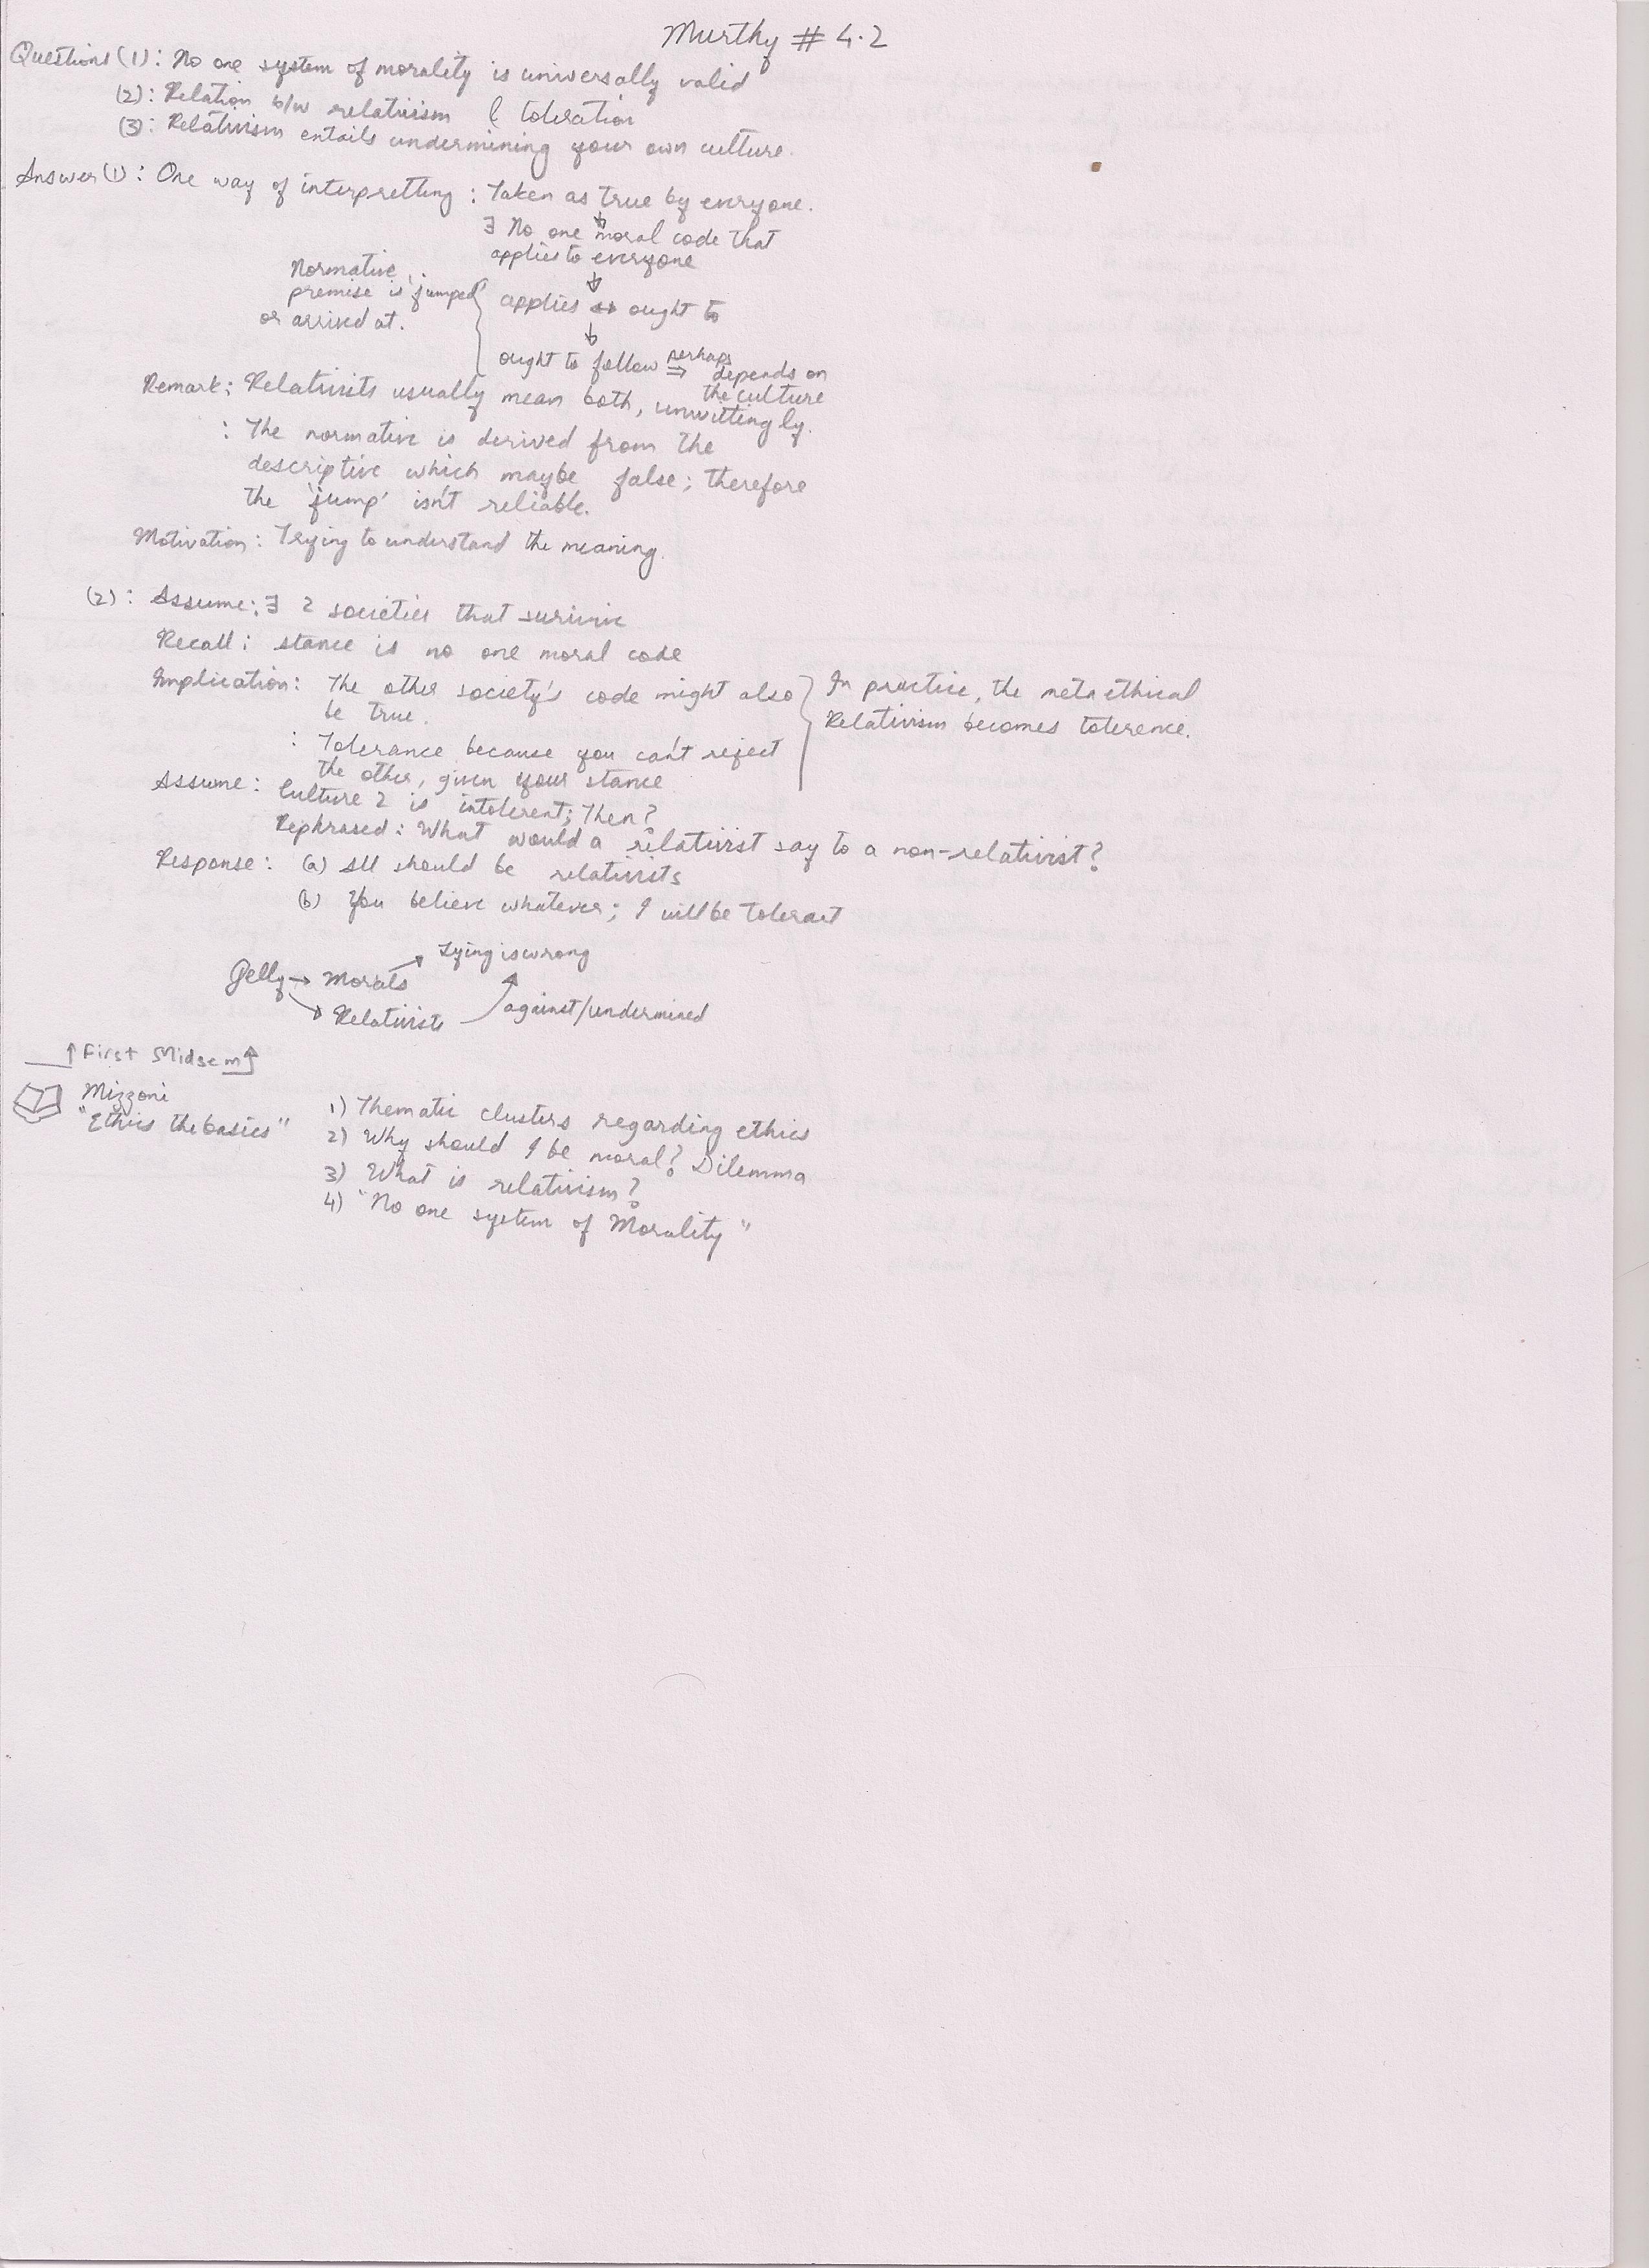 Murthy # 4.2
Questions (1): No one system of morality is universally valid
(2): Relation b/w relativism & toleration
(3): Relativism entails undermining your own culture.
Answer (1): One way of interpretting : Taken as true by everyone.
↓
∃ No one moral code that
applies to everyone
↓
Normative
premise is 'jumped'
or arrived at.
applies ↔ ought to
↓
ought to follow perhaps ⇒ depends on
the culture
Remark: Relativists usually mean both, unwittingly.
: The normative is derived from the
descriptive which maybe false; therefore
the 'jump' isn't reliable.
Motivation: Trying to understand the meaning.
(2): Assume: ∃ 2 societies that survive
Recall: stance is no one moral code
Implication: The other society's code might also
be true.
: Tolerance because you can't reject
the other, given your stance
In practice, the meta ethical
Relativism becomes tolerence.
Assume: Culture 2 is intolerent; Then?
Rephrased: What would a relativist say to a non-relativist?
Response: (a) All should be relativists
(b) You believe whatever; I will be tolerant
Gelly → Morals → Lying is wrong
→ Relativists → against/undermined
↑ First Midsem ↑
Mizzoni
"Ethics the basics"
1) Thematic clusters regarding ethics
2) Why should I be moral? Dilemma
3) What is relativism?
4) "No one system of Morality"